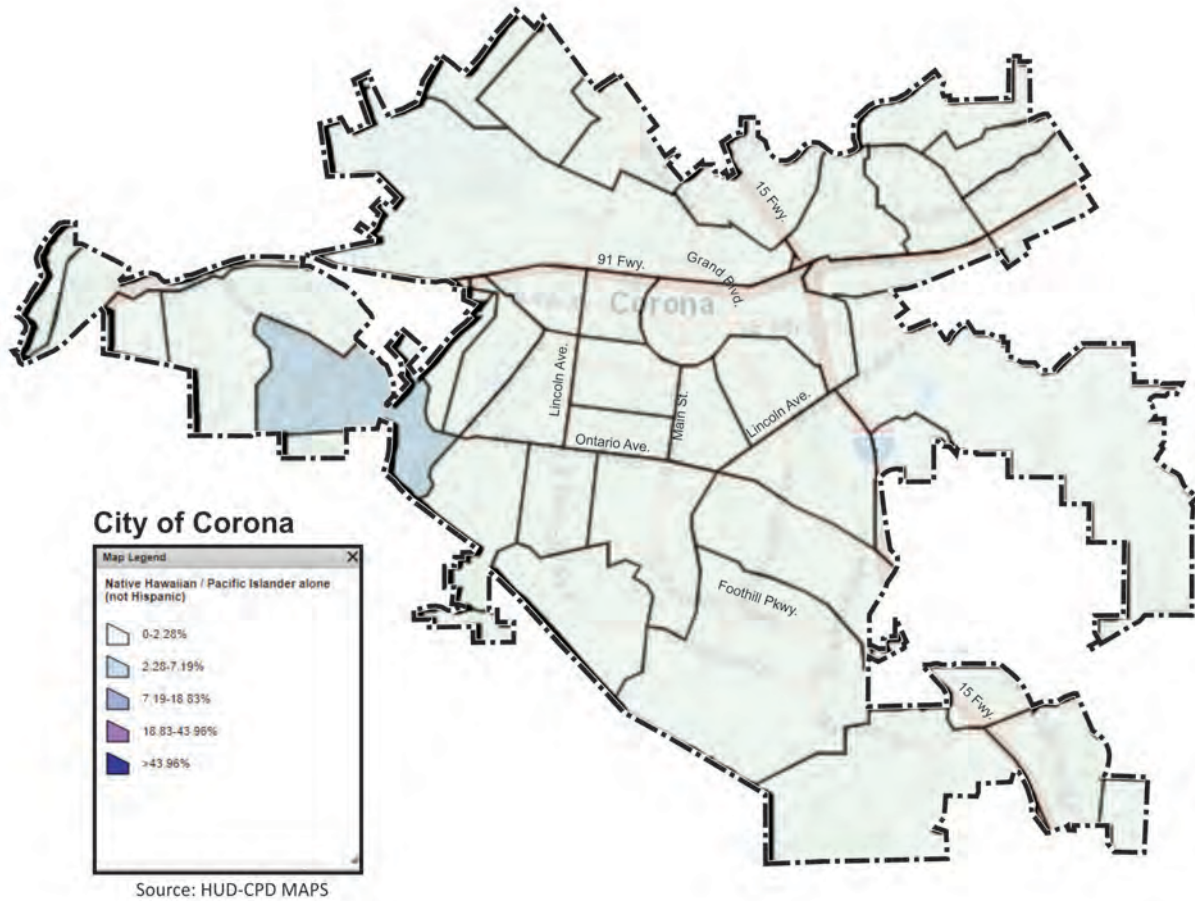 15 Fwy.
91 Fwy.
Grand Blvd.
Corona
Lincoln Ave.
Main St.
Lincoln Ave.
Ontario Ave.
Foothill Pkwy.
15 Fwy.
City of Corona
Map Legend
Native Hawaiian / Pacific Islander alone
(not Hispanic)
0-2.28%
2.28-7.19%
7.19-18.83%
18.83-43.96%
>43.96%
Source: HUD-CPD MAPS